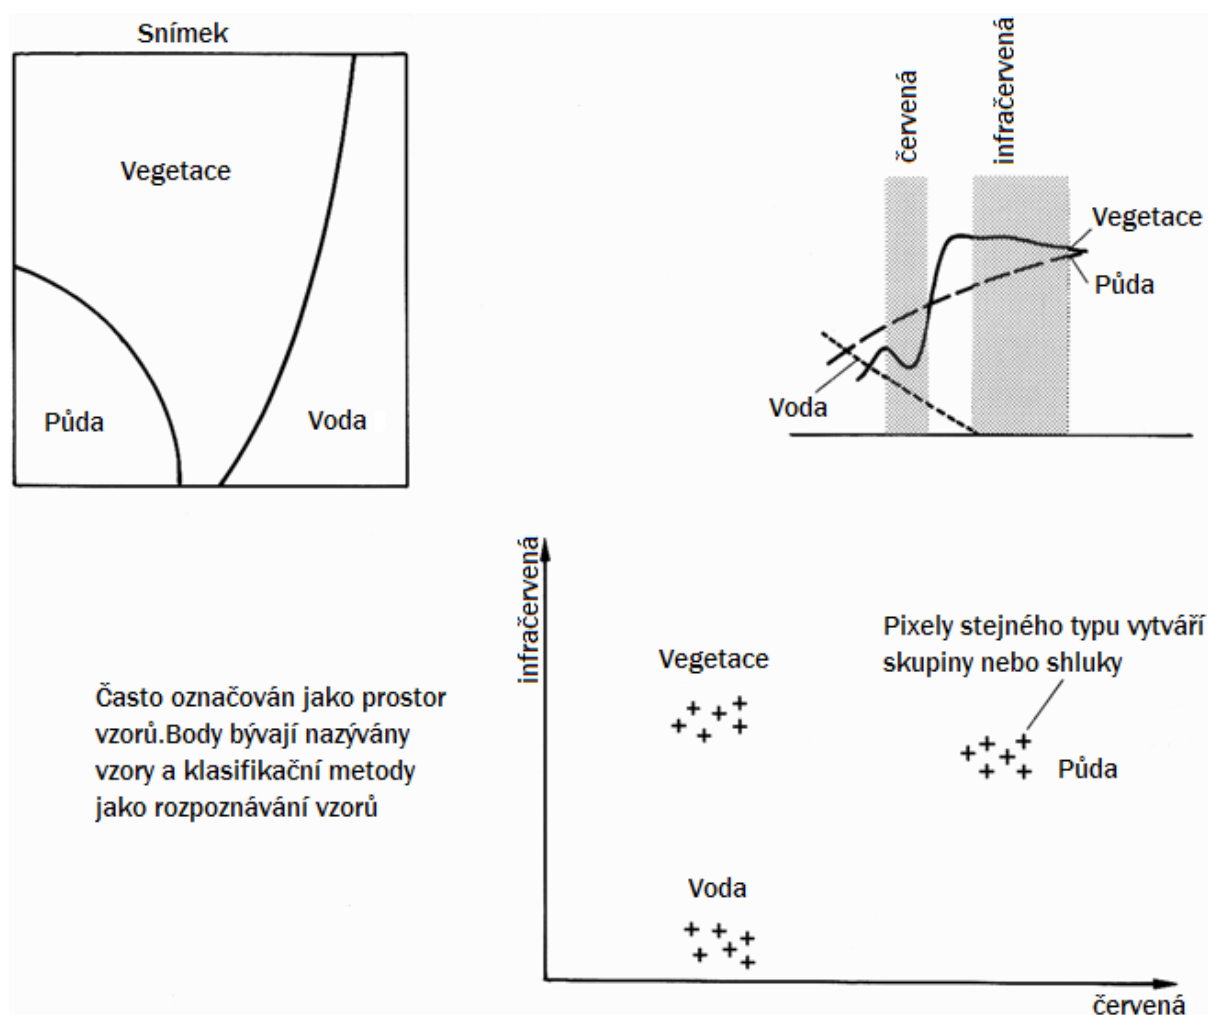 Snímek
Vegetace
Půda
Voda
červená
infračervená
Vegetace
Půda
Voda
Často označován jako prostor
vzorů.Body bývají nazývány
vzory a klasifikační metody
jako rozpoznávání vzorů
infračervená
Vegetace
Pixely stejného typu vytváří
skupiny nebo shluky
Půda
Voda
červená